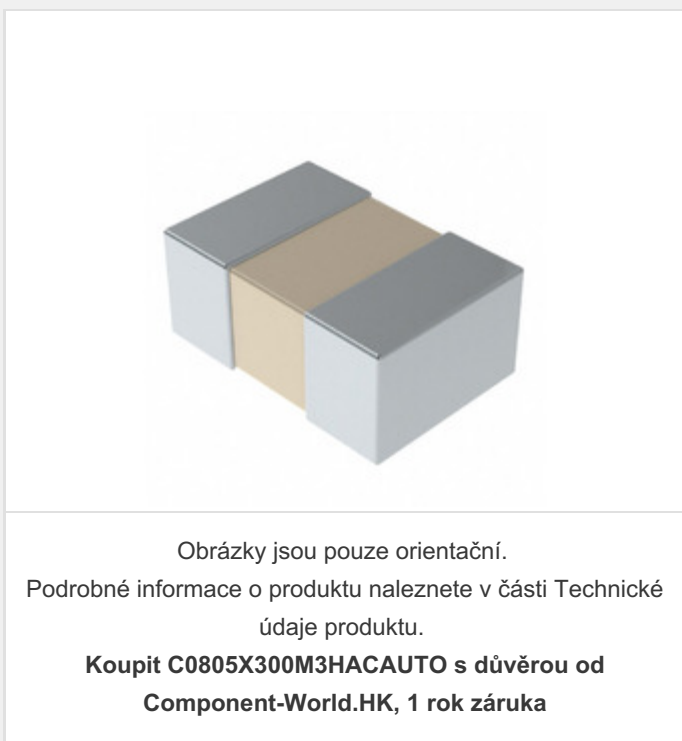 Obrázky jsou pouze orientační.
Podrobné informace o produktu naleznete v části Technické
údaje produktu.
Koupit C0805X300M3HACAUTO s důvěrou od
Component-World.HK, 1 rok záruka